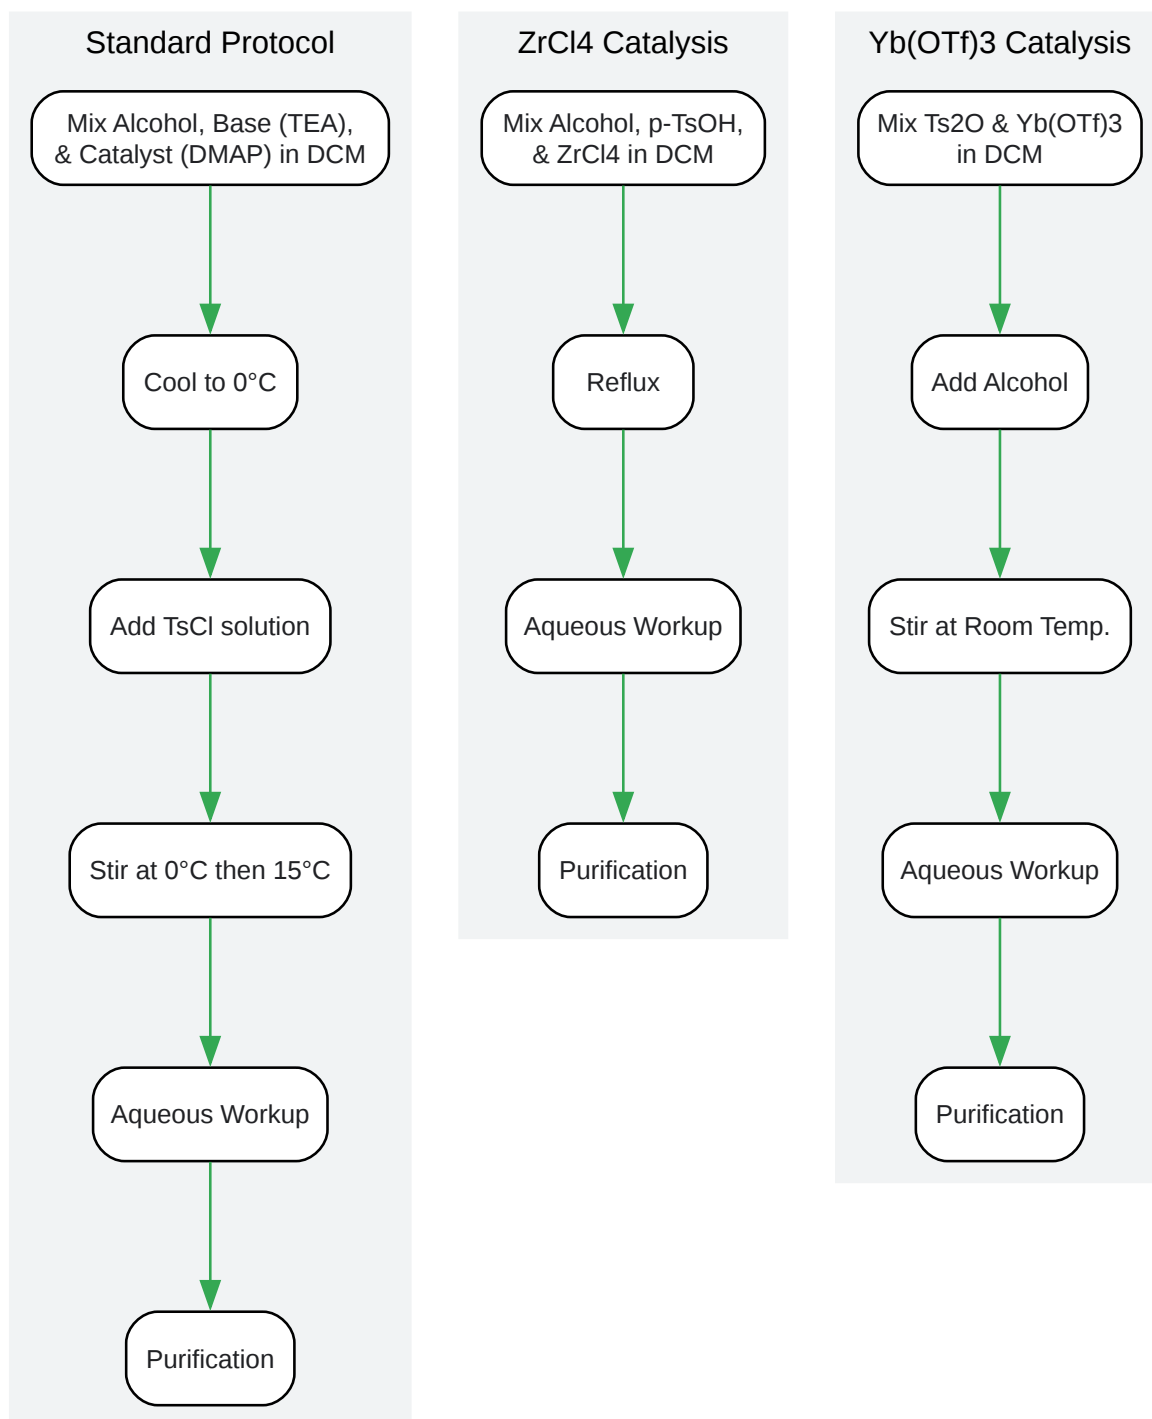 Standard Protocol
Mix Alcohol, Base (TEA),
& Catalyst (DMAP) in DCM
Cool to 0°C
Add TsCl solution
Stir at 0°C then 15°C
Aqueous Workup
Purification
ZrCl4 Catalysis
Mix Alcohol, p-TsOH,
& ZrCl4 in DCM
Reflux
Aqueous Workup
Purification
Yb(OTf)3 Catalysis
Mix Ts2O & Yb(OTf)3
in DCM
Add Alcohol
Stir at Room Temp.
Aqueous Workup
Purification